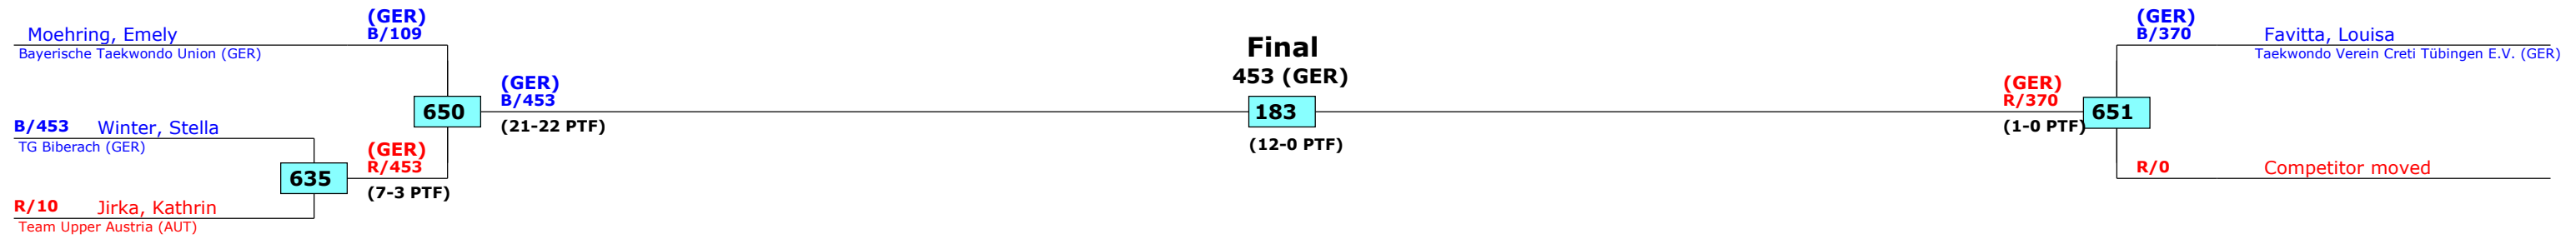 (GER)
B/109
Moehring, Emely
Bayerische Taekwondo Union (GER)
(GER)
B/453
650
(21-22 PTF)
B/453 Winter, Stella
TG Biberach (GER)
(GER)
R/453
635
(7-3 PTF)
R/10 Jirka, Kathrin
Team Upper Austria (AUT)
Final
453 (GER)
183
(12-0 PTF)
(GER)
B/370
Favitta, Louisa
Taekwondo Verein Creti Tübingen E.V. (GER)
(GER)
R/370
651
(1-0 PTF)
R/0 Competitor moved